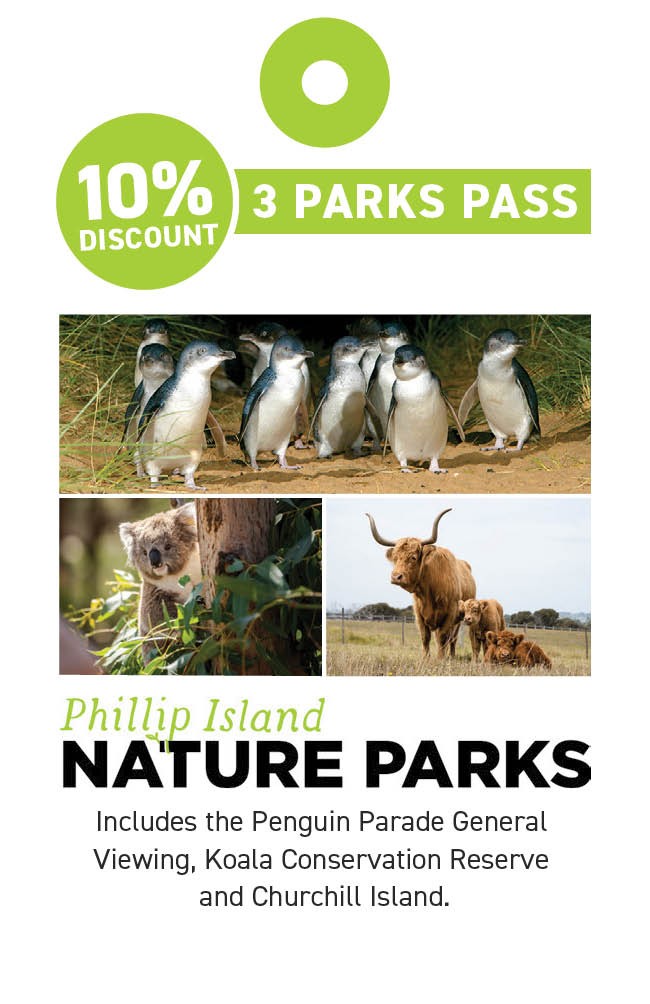 10%
DISCOUNT
3 PARKS PASS
Phillip Island
NATURE PARKS
Includes the Penguin Parade General
Viewing, Koala Conservation Reserve
and Churchill Island.